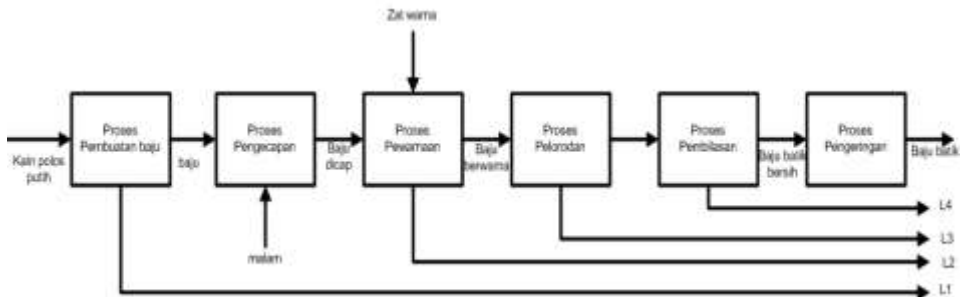 Zat warna
Proses
Pembuatan baju
Proses
Pengecapan
Proses
Pewarnaan
Proses
Pelorodan
Proses
Pembilasan
Proses
Pengeringan
Kain polos
putih
baju
Baju
dicap
Baju
berwarna
Baju batik
bersih
Baju batik
malam
L4
L3
L2
L1